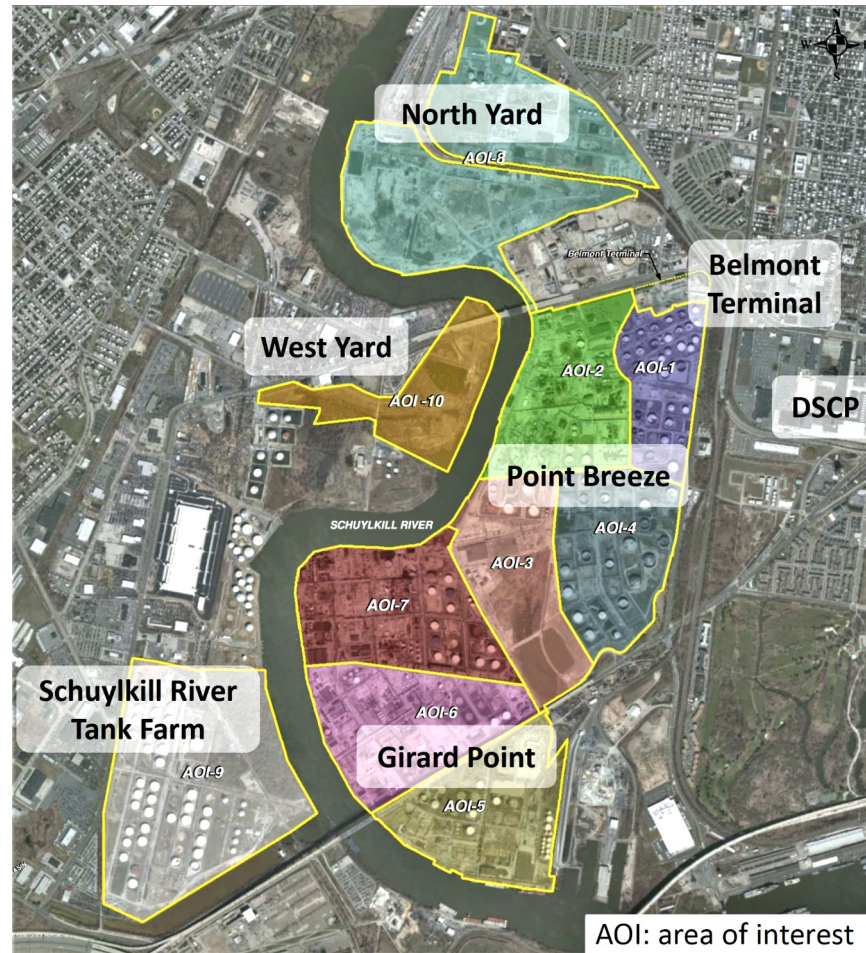 N
W
E
S
North Yard
AOI-8
Belmont Terminal
Belmont
Terminal
West Yard
AOI-2
AOI-1
AOI -10
DSCP
Point Breeze
SCHUYLKILL RIVER
AOI-3
AOI-4
AOI-7
Schuylkill River
Tank Farm
AOI-6
Girard Point
AOI-9
AOI-5
AOI: area of interest